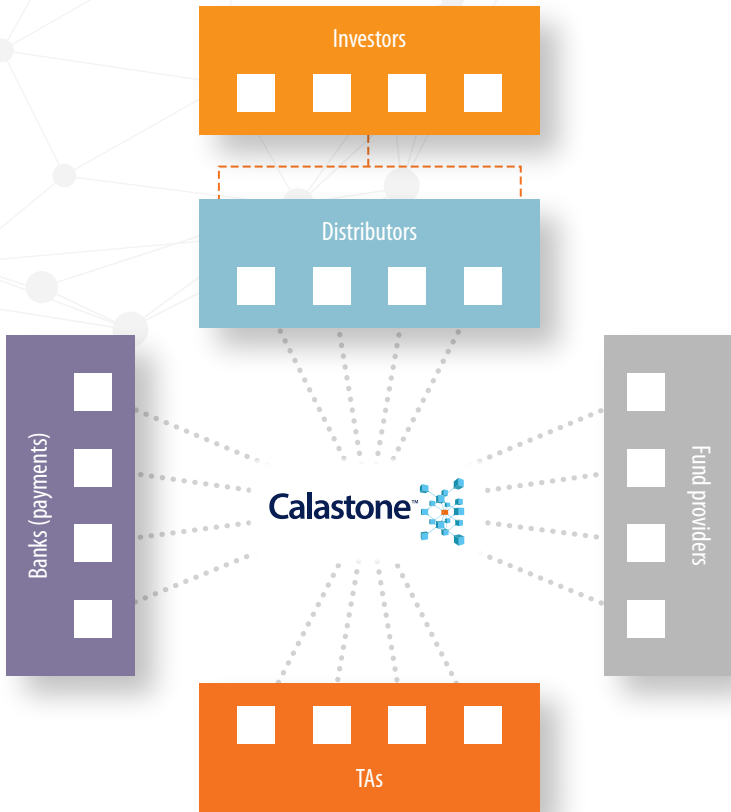 Investors
Distributors
Banks (payments)
Calastone™
Fund providers
TAs